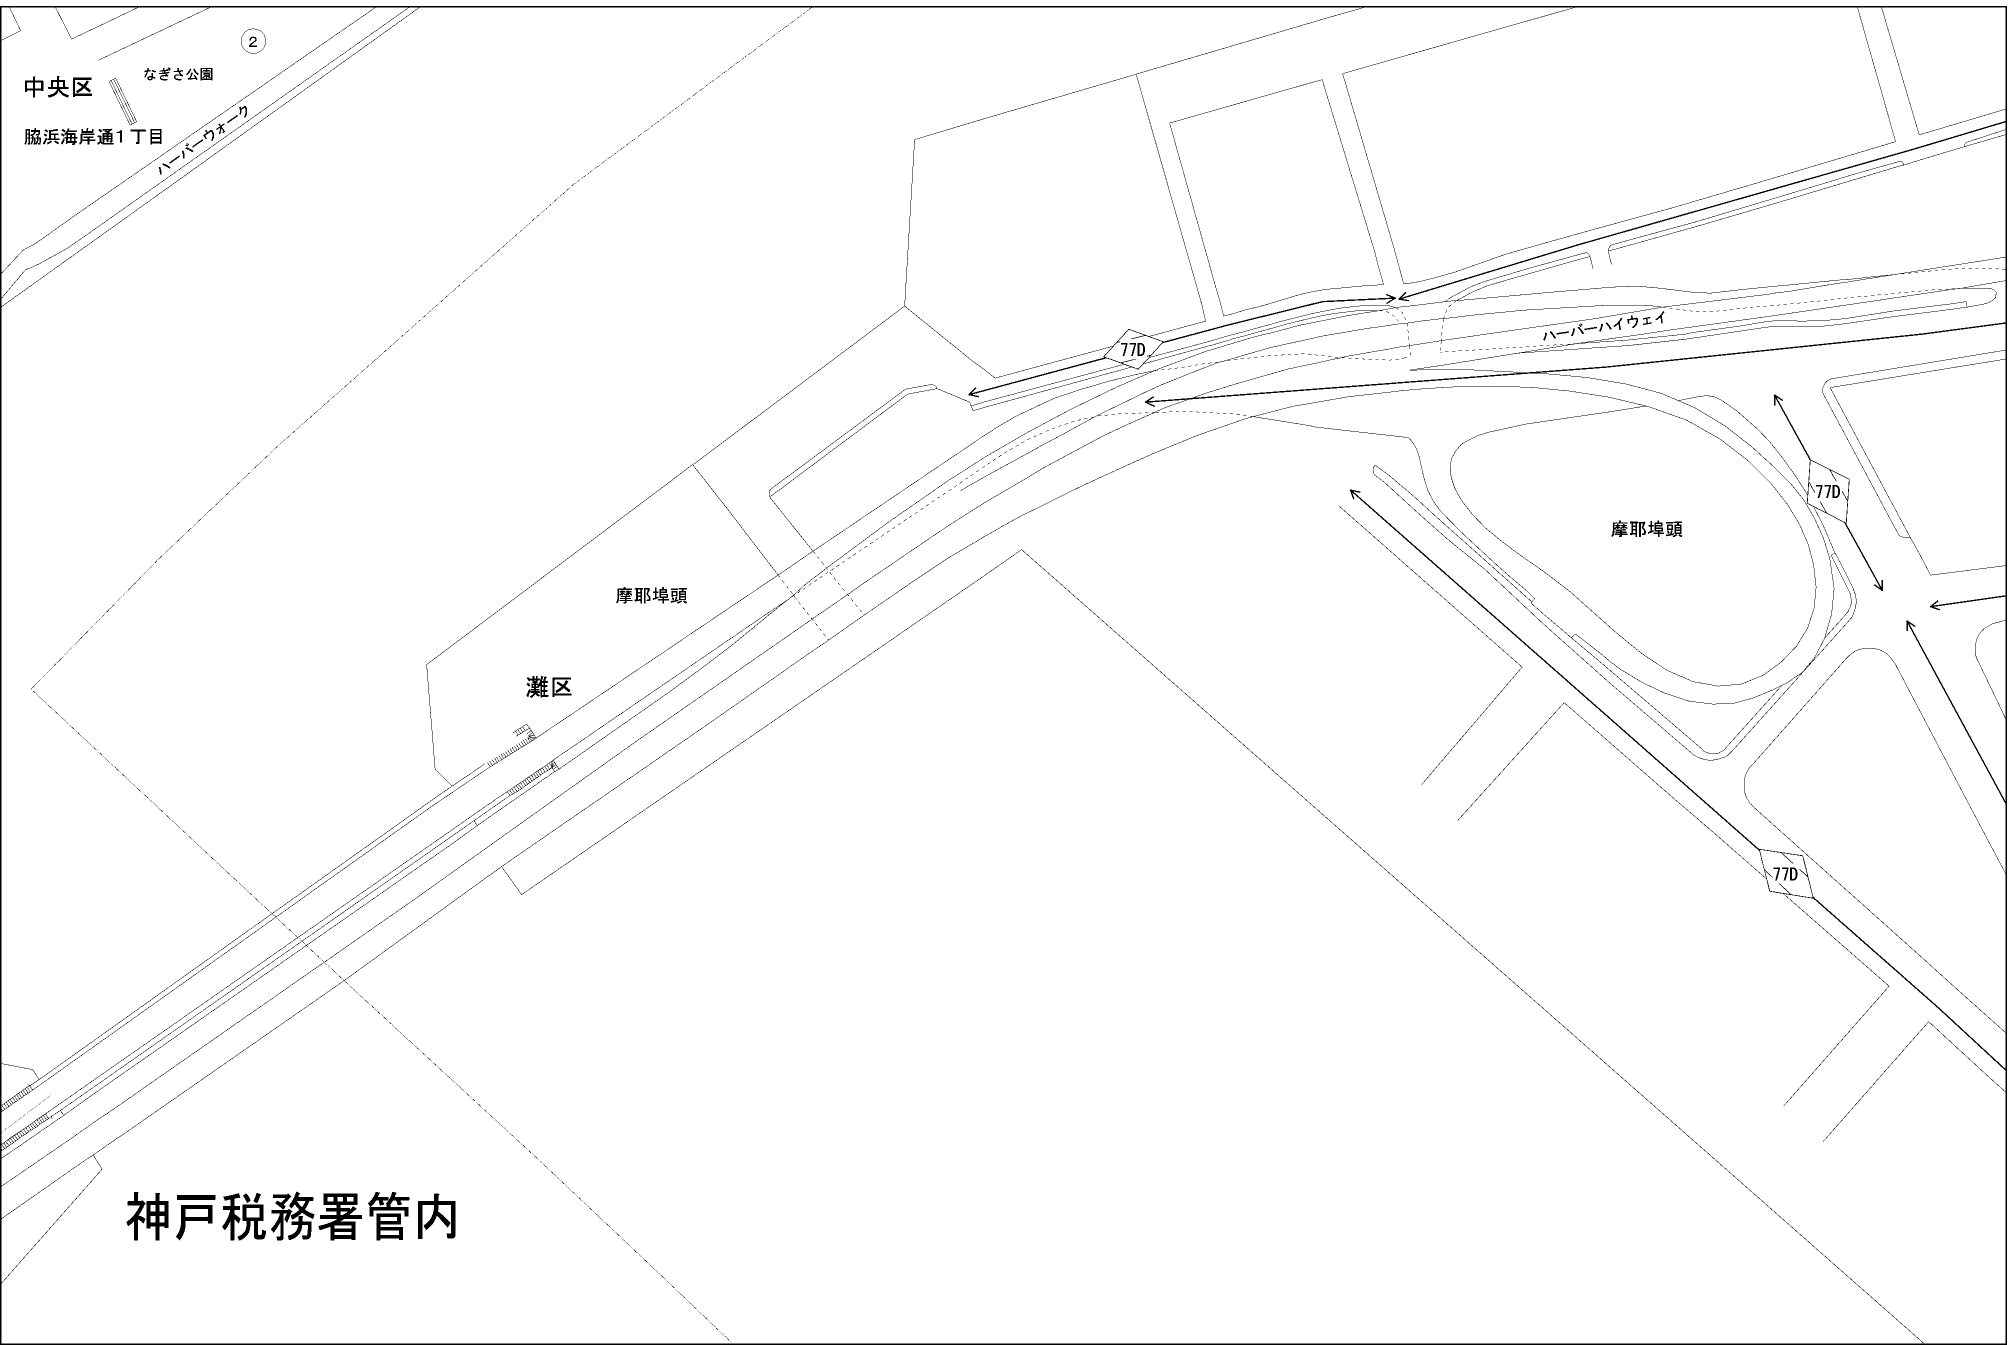 ②
なぎさ公園
中央区
脇浜海岸通1丁目
ハーバーウォーク
77D
ハーバーハイウェイ
77D
摩耶埠頭
摩耶埠頭
灘区
77D
神戸税務署管内